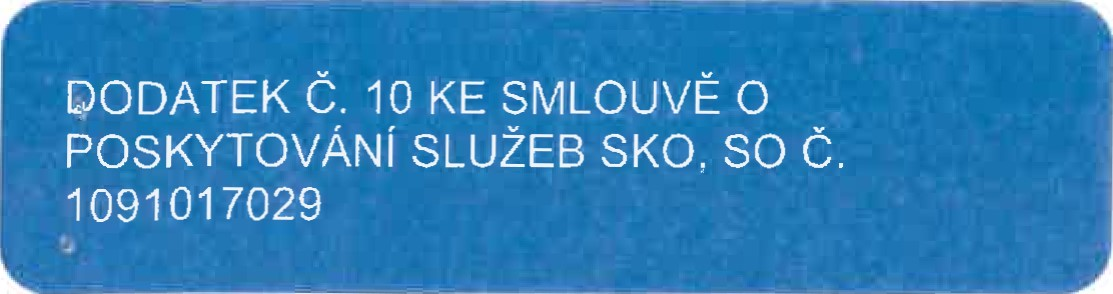 DODATEK Č. 10 KE SMLOUVĚ O
POSKYTOVÁNÍ SLUŽEB SKO, SO Č.
1091017029